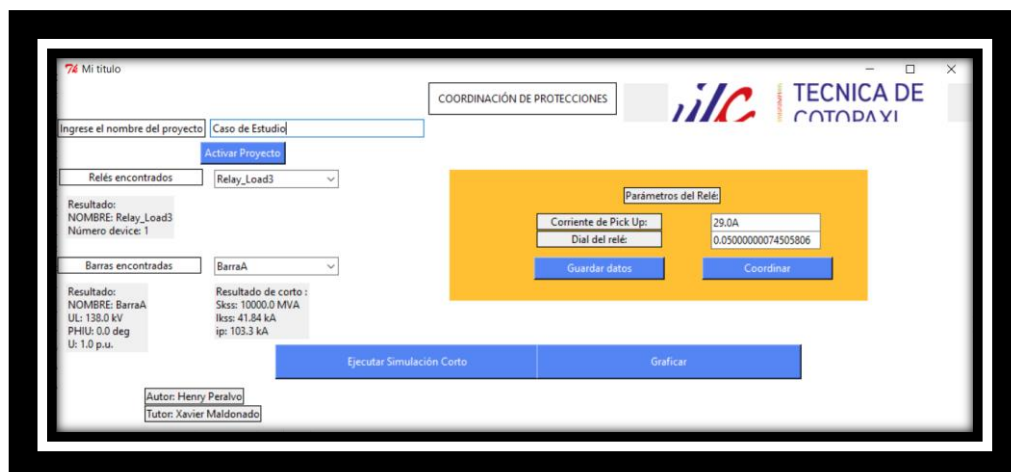 Mi titulo
COORDINACIÓN DE PROTECCIONES
TECNICA DE
COTOPAXI
Ingrese el nombre del proyecto Caso de Estudio
Activar Proyecto
Relés encontrados Relay_Load3
Resultado:
NOMBRE: Relay_Load3
Número device: 1
Parámetros del Relé:
Corriente de Pick Up: 29.0A
Dial del relé: 0.05000000074505806
Guardar datos Coordinar
Barras encontradas BarraA
Resultado:
NOMBRE: BarraA
UL: 138.0 kV
PHIU: 0.0 deg
U: 1.0 p.u.
Resultado de corto :
Skss: 10000.0 MVA
Ikss: 41.84 kA
ip: 103.3 kA
Ejecutar Simulación Corto Graficar
Autor: Henry Peralvo
Tutor: Xavier Maldonado